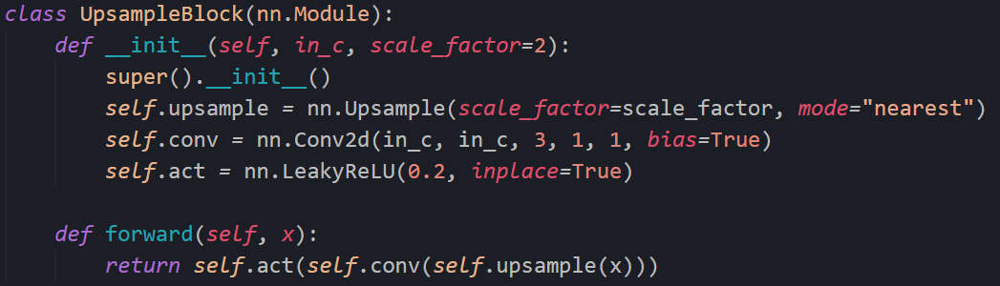 class UpsampleBlock(nn.Module):
    def __init__(self, in_c, scale_factor=2):
        super().__init__()
        self.upsample = nn.Upsample(scale_factor=scale_factor, mode="nearest")
        self.conv = nn.Conv2d(in_c, in_c, 3, 1, 1, bias=True)
        self.act = nn.LeakyReLU(0.2, inplace=True)

    def forward(self, x):
        return self.act(self.conv(self.upsample(x)))